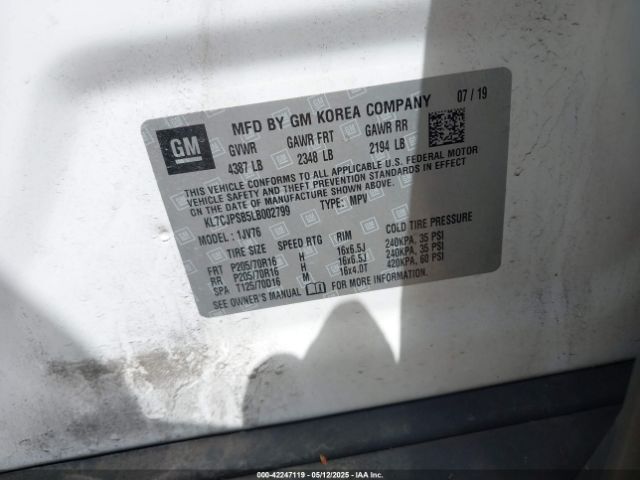 GM
MFD BY GM KOREA COMPANY 07 / 19
GVWR GAWR FRT GAWR RR
4387 LB 2348 LB 2194 LB
THIS VEHICLE CONFORMS TO ALL APPLICABLE U.S. FEDERAL MOTOR
VEHICLE SAFETY AND THEFT PREVENTION STANDARDS IN EFFECT
ON THE DATE OF MANUFACTURE SHOWN ABOVE.
KL7CJPSB5LB002799 TYPE: MPV
MODEL : 1JV76
TIRE SIZE SPEED RTG RIM COLD TIRE PRESSURE
FRT P205/70R16 H 16x6.5J 240KPA, 35 PSI
RR P205/70R16 H 16x6.5J 240KPA, 35 PSI
SPA T125/70D16 M 16x4.0T 420KPA, 60 PSI
SEE OWNER'S MANUAL
000-42247119 | 05/12/2025 | IAA Inc.